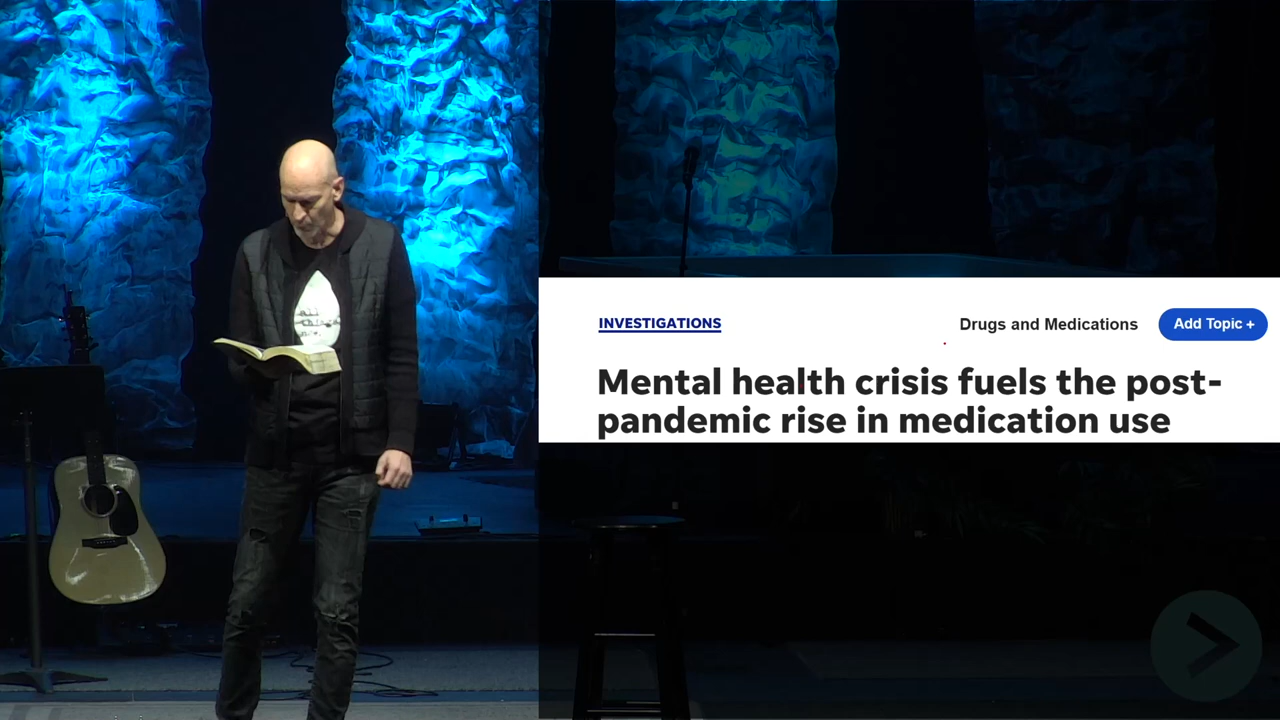 INVESTIGATIONS
Drugs and Medications
Add Topic +
Mental health crisis fuels the post-
pandemic rise in medication use